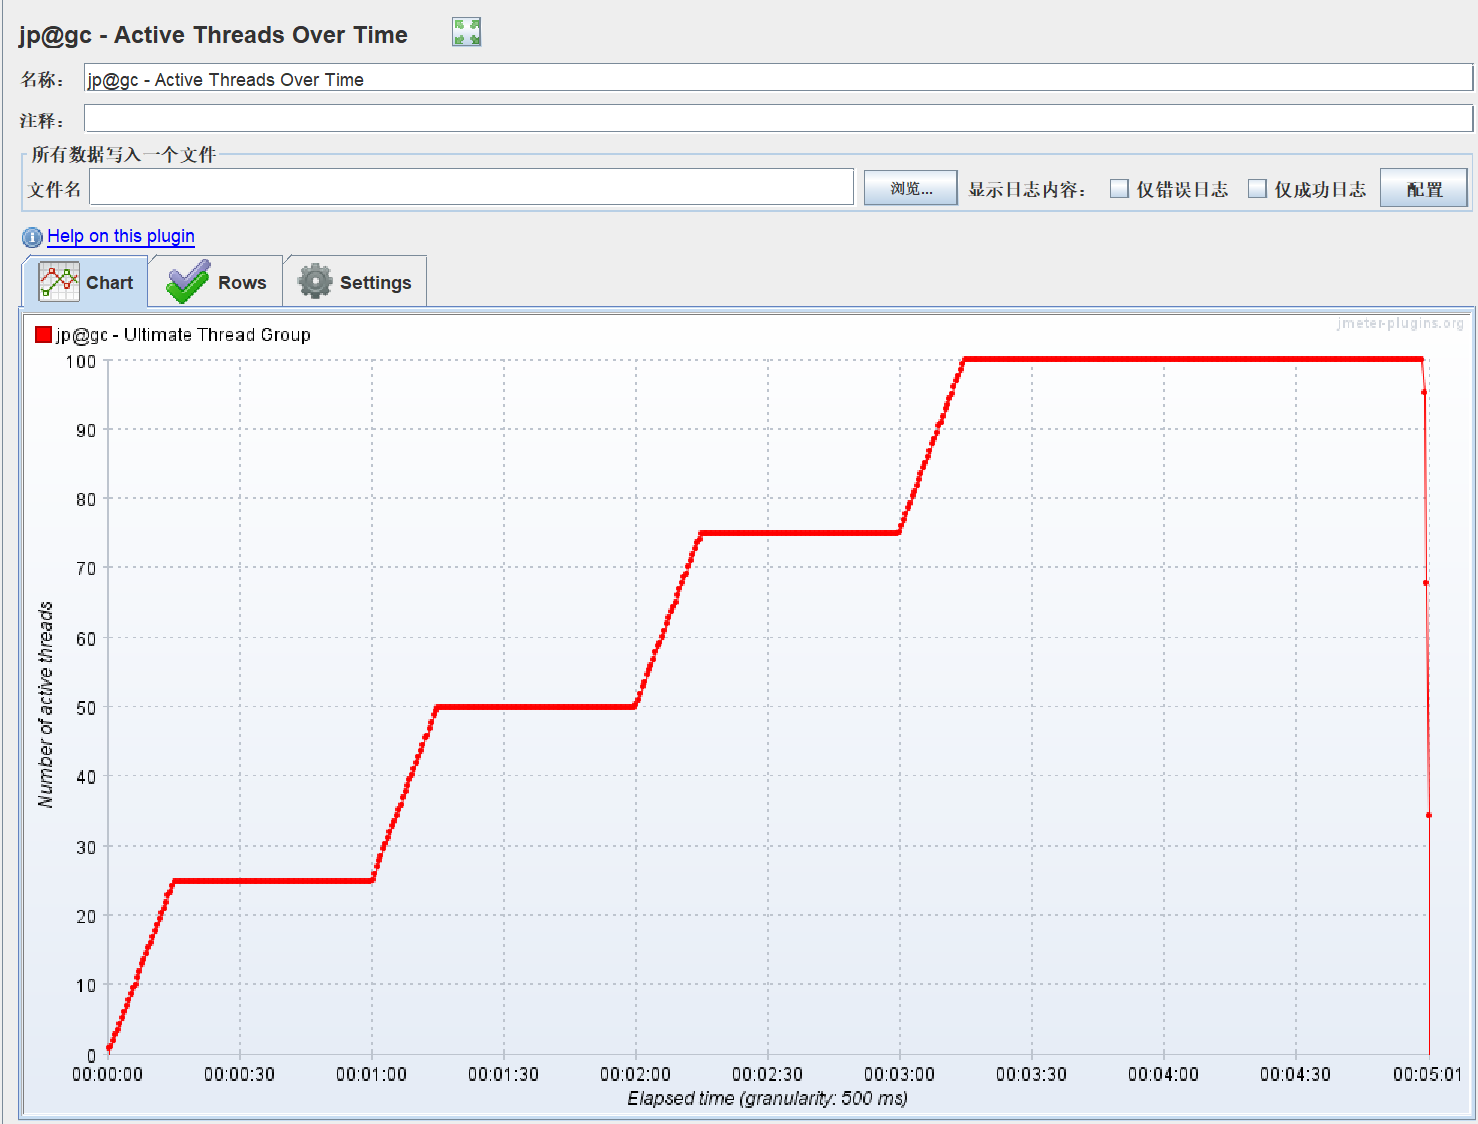 jp@gc - Active Threads Over Time
名称： jp@gc - Active Threads Over Time
注释：
所有数据写入一个文件
文件名 浏览... 显示日志内容： 仅错误日志 仅成功日志 配置
Help on this plugin
Chart Rows Settings
jmeter-plugins.org
jp@gc - Ultimate Thread Group
100
90
80
70
60
50
40
30
20
10
0
Number of active threads
00:00:00 00:00:30 00:01:00 00:01:30 00:02:00 00:02:30 00:03:00 00:03:30 00:04:00 00:04:30 00:05:01
Elapsed time (granularity: 500 ms)